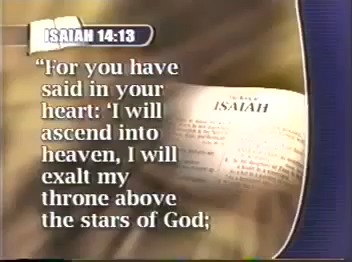 ISAIAH 14:13
“For you have
said in your
heart: ‘I will
ascend into
heaven, I will
exalt my
throne above
the stars of God;
ISAIAH